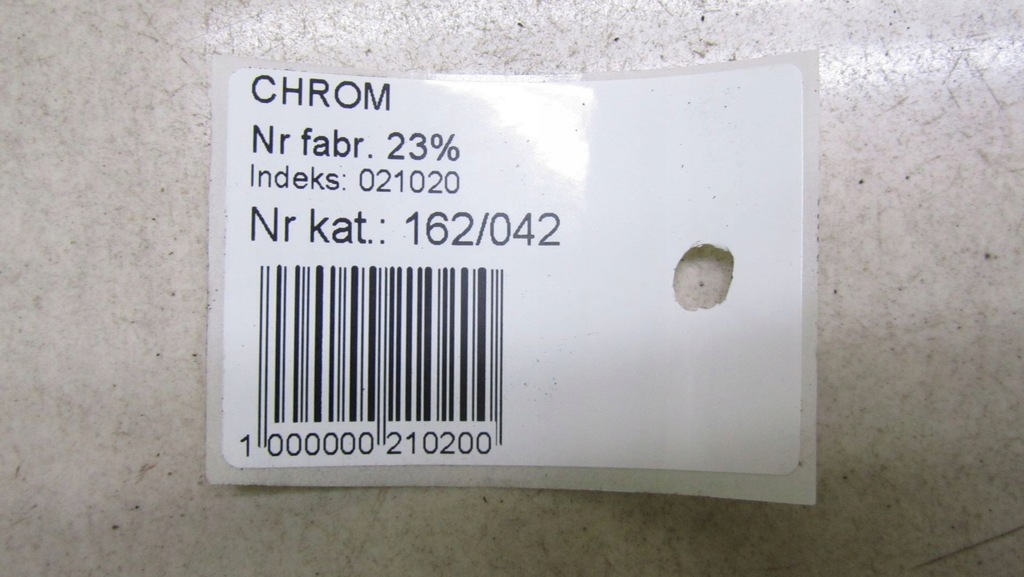 CHROM
Nr fabr. 23%
Indeks: 021020
Nr kat.: 162/042
1 000000 210200